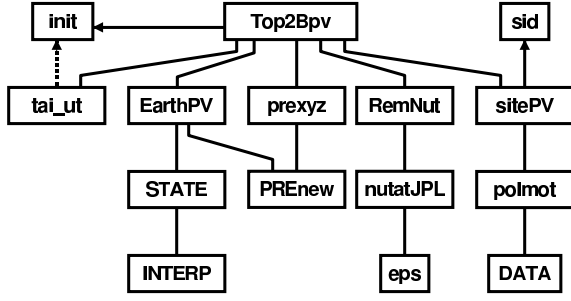 init
Top2Bpv
sid
tai_ut
EarthPV
prexyz
RemNut
sitePV
STATE
PREnew
nutatJPL
polmot
INTERP
eps
DATA